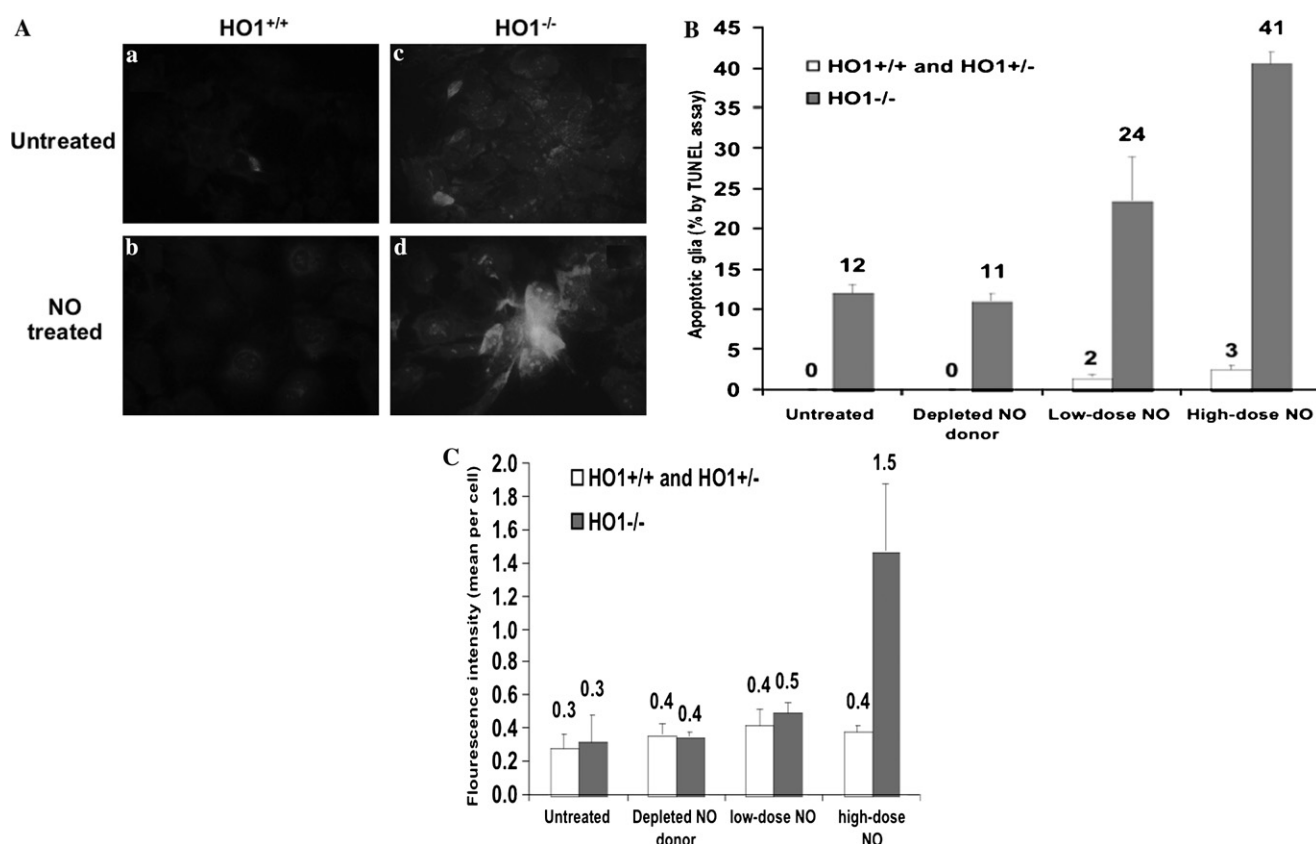 A
HO1+/+
HO1-/-
a
c
Untreated
b
d
NO
treated
B
Apoptotic glia (% by TUNEL assay)
45
40
35
30
25
20
15
10
5
0
HO1+/+ and HO1+/-
HO1-/-
0
12
0
11
2
24
3
41
Untreated
Depleted NO
donor
Low-dose NO
High-dose NO
C
Flourescence intensity (mean per cell)
2.0
1.8
1.6
1.4
1.2
1.0
0.8
0.6
0.4
0.2
0.0
HO1+/+ and HO1+/-
HO1-/-
0.3
0.3
0.4
0.4
0.4
0.5
0.4
1.5
Untreated
Depleted NO
donor
low-dose NO
high-dose
NO